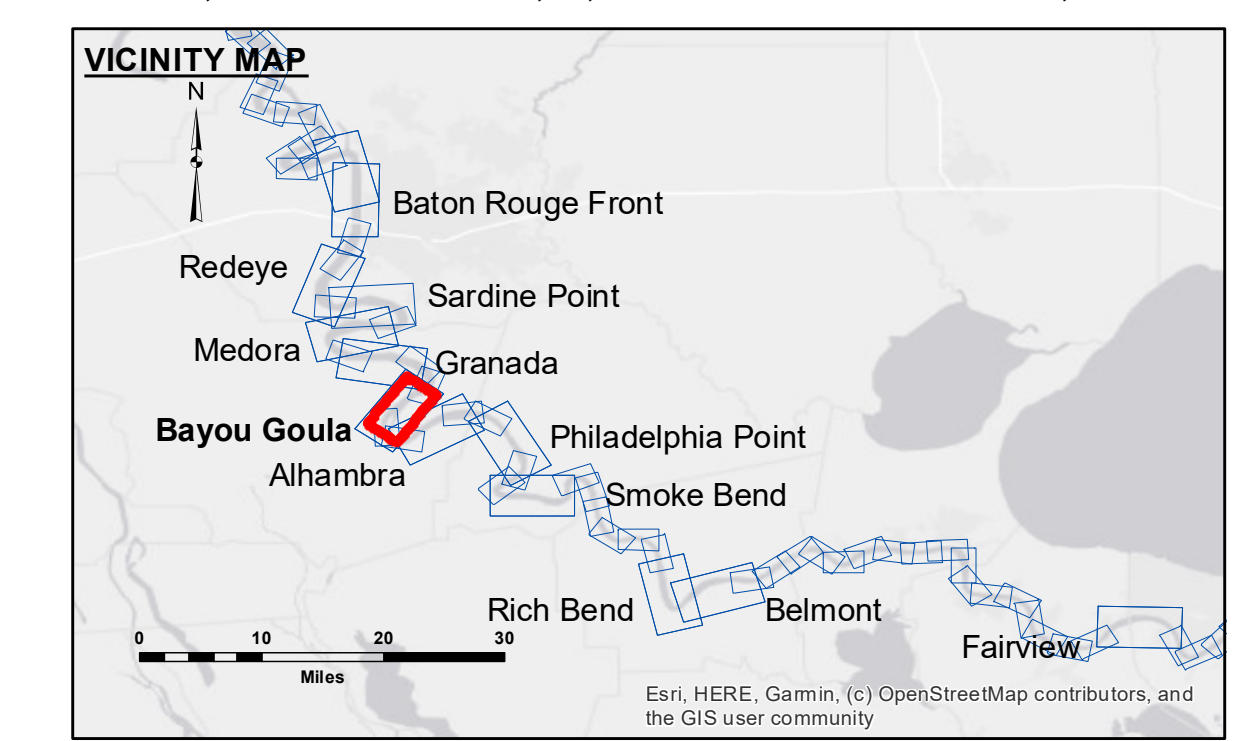 VICINITY MAP
N
Baton Rouge Front
Redeye
Sardine Point
Medora
Granada
Bayou Goula
Philadelphia Point
Alhambra
Smoke Bend
Rich Bend
Belmont
Fairview
0 10 20 30
Miles
Esri, HERE, Garmin, (c) OpenStreetMap contributors, and
the GIS user community